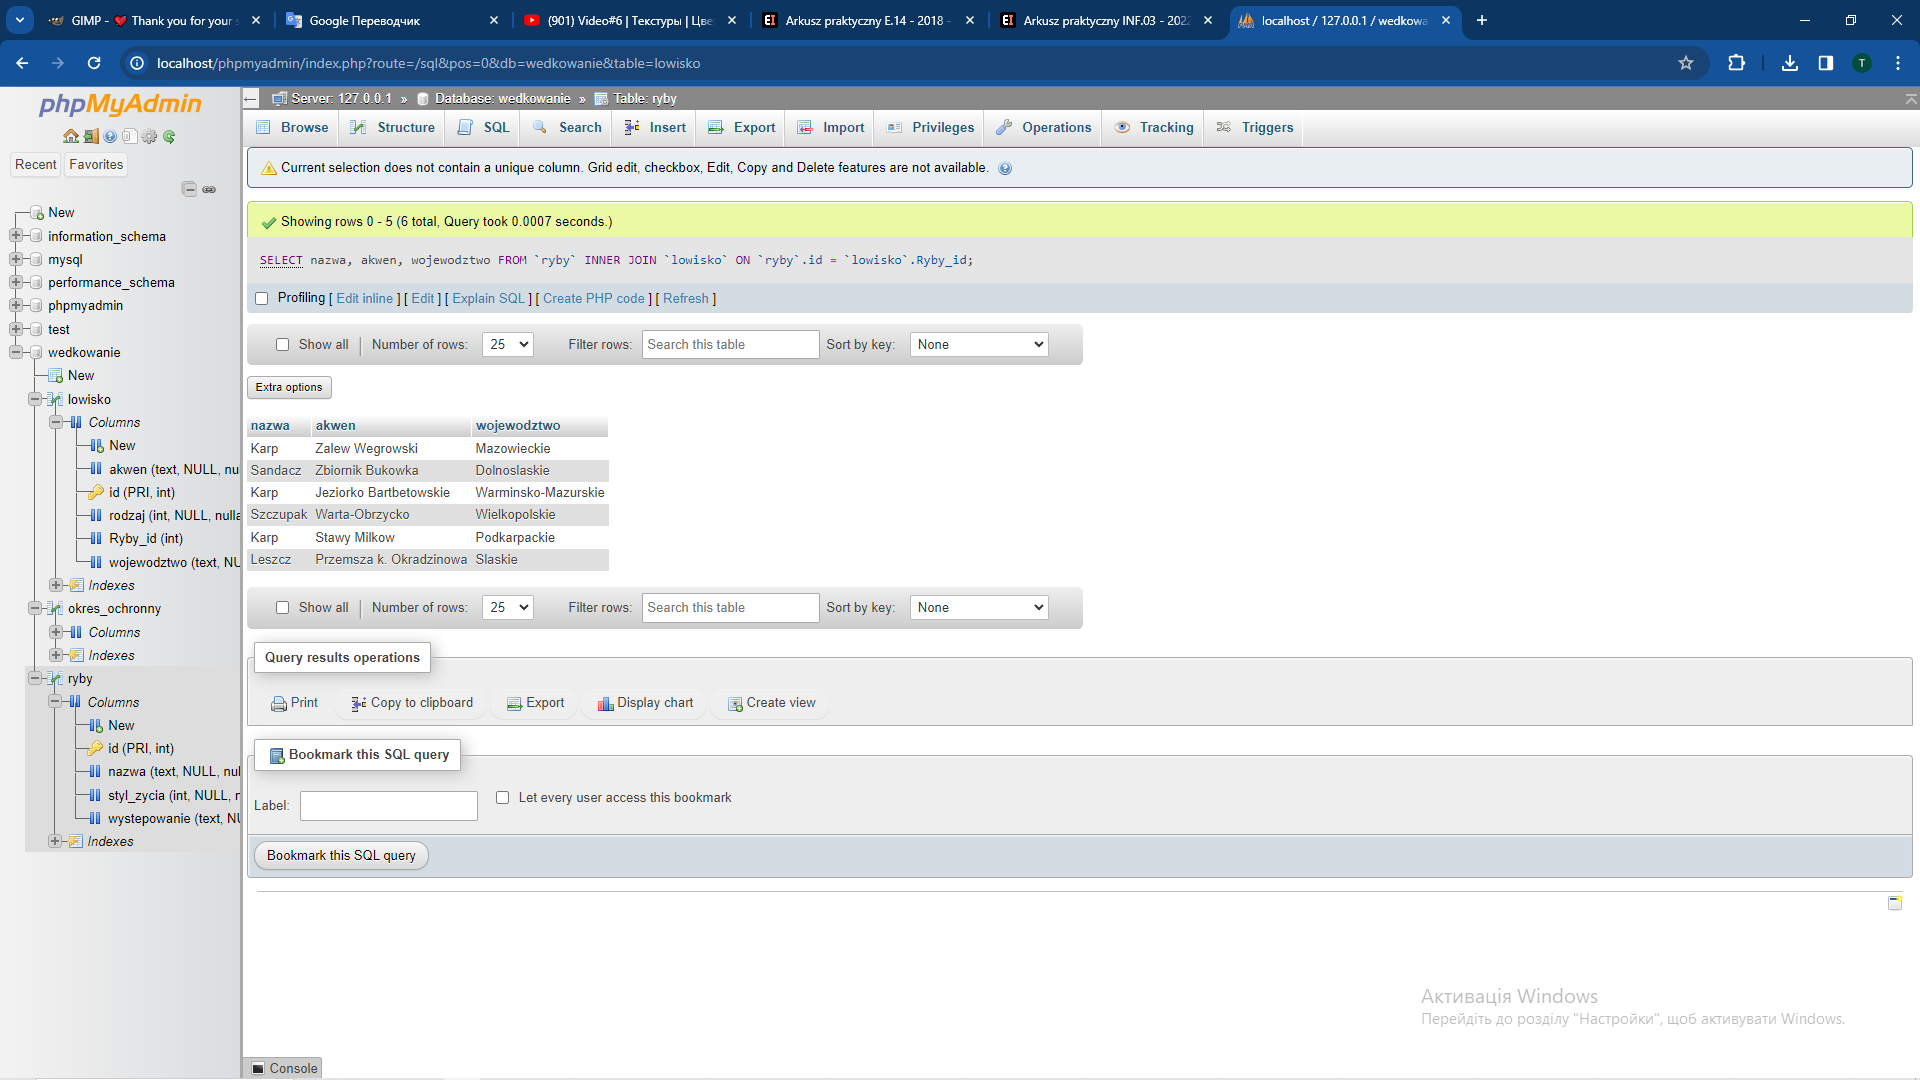 GIMP - ❤️ Thank you for your s
Google Переводчик
(901) Video#6 | Текстуры | Цве
Arkusz praktyczny E.14 - 2018 -
Arkusz praktyczny INF.03 - 2022
localhost / 127.0.0.1 / wedkowa
localhost/phpmyadmin/index.php?route=/sql&pos=0&db=wedkowanie&table=lowisko
T
phpMyAdmin
Recent
Favorites
New
information_schema
mysql
performance_schema
phpmyadmin
test
wedkowanie
New
lowisko
Columns
New
akwen (text, NULL, nu
id (PRI, int)
rodzaj (int, NULL, nulla
Ryby_id (int)
wojewodztwo (text, NU
Indexes
okres_ochronny
Columns
Indexes
ryby
Columns
New
id (PRI, int)
nazwa (text, NULL, nul
styl_zycia (int, NULL, n
wystepowanie (text, NU
Indexes
Server: 127.0.0.1 » Database: wedkowanie » Table: ryby
Browse Structure SQL Search Insert Export Import Privileges Operations Tracking Triggers
Current selection does not contain a unique column. Grid edit, checkbox, Edit, Copy and Delete features are not available.
Showing rows 0 - 5 (6 total, Query took 0.0007 seconds.)
SELECT nazwa, akwen, wojewodztwo FROM `ryby` INNER JOIN `lowisko` ON `ryby`.id = `lowisko`.Ryby_id;
Profiling [ Edit inline ] [ Edit ] [ Explain SQL ] [ Create PHP code ] [ Refresh ]
Show all Number of rows: 25 Filter rows: Search this table Sort by key: None
Extra options
nazwa akwen wojewodztwo
Karp Zalew Wegrowski Mazowieckie
Sandacz Zbiornik Bukowka Dolnoslaskie
Karp Jeziorko Bartbetowskie Warminsko-Mazurskie
Szczupak Warta-Obrzycko Wielkopolskie
Karp Stawy Milkow Podkarpackie
Leszcz Przemsza k. Okradzinowa Slaskie
Show all Number of rows: 25 Filter rows: Search this table Sort by key: None
Query results operations
Print Copy to clipboard Export Display chart Create view
Bookmark this SQL query
Label:
Let every user access this bookmark
Bookmark this SQL query
Активація Windows
Перейдіть до розділу "Настройки", щоб активувати Windows.
Console